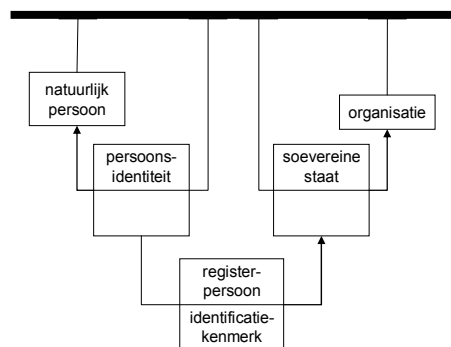 natuurlijk
persoon
organisatie
persoons-
identiteit
soevereine
staat
register-
persoon
identificatie-
kenmerk